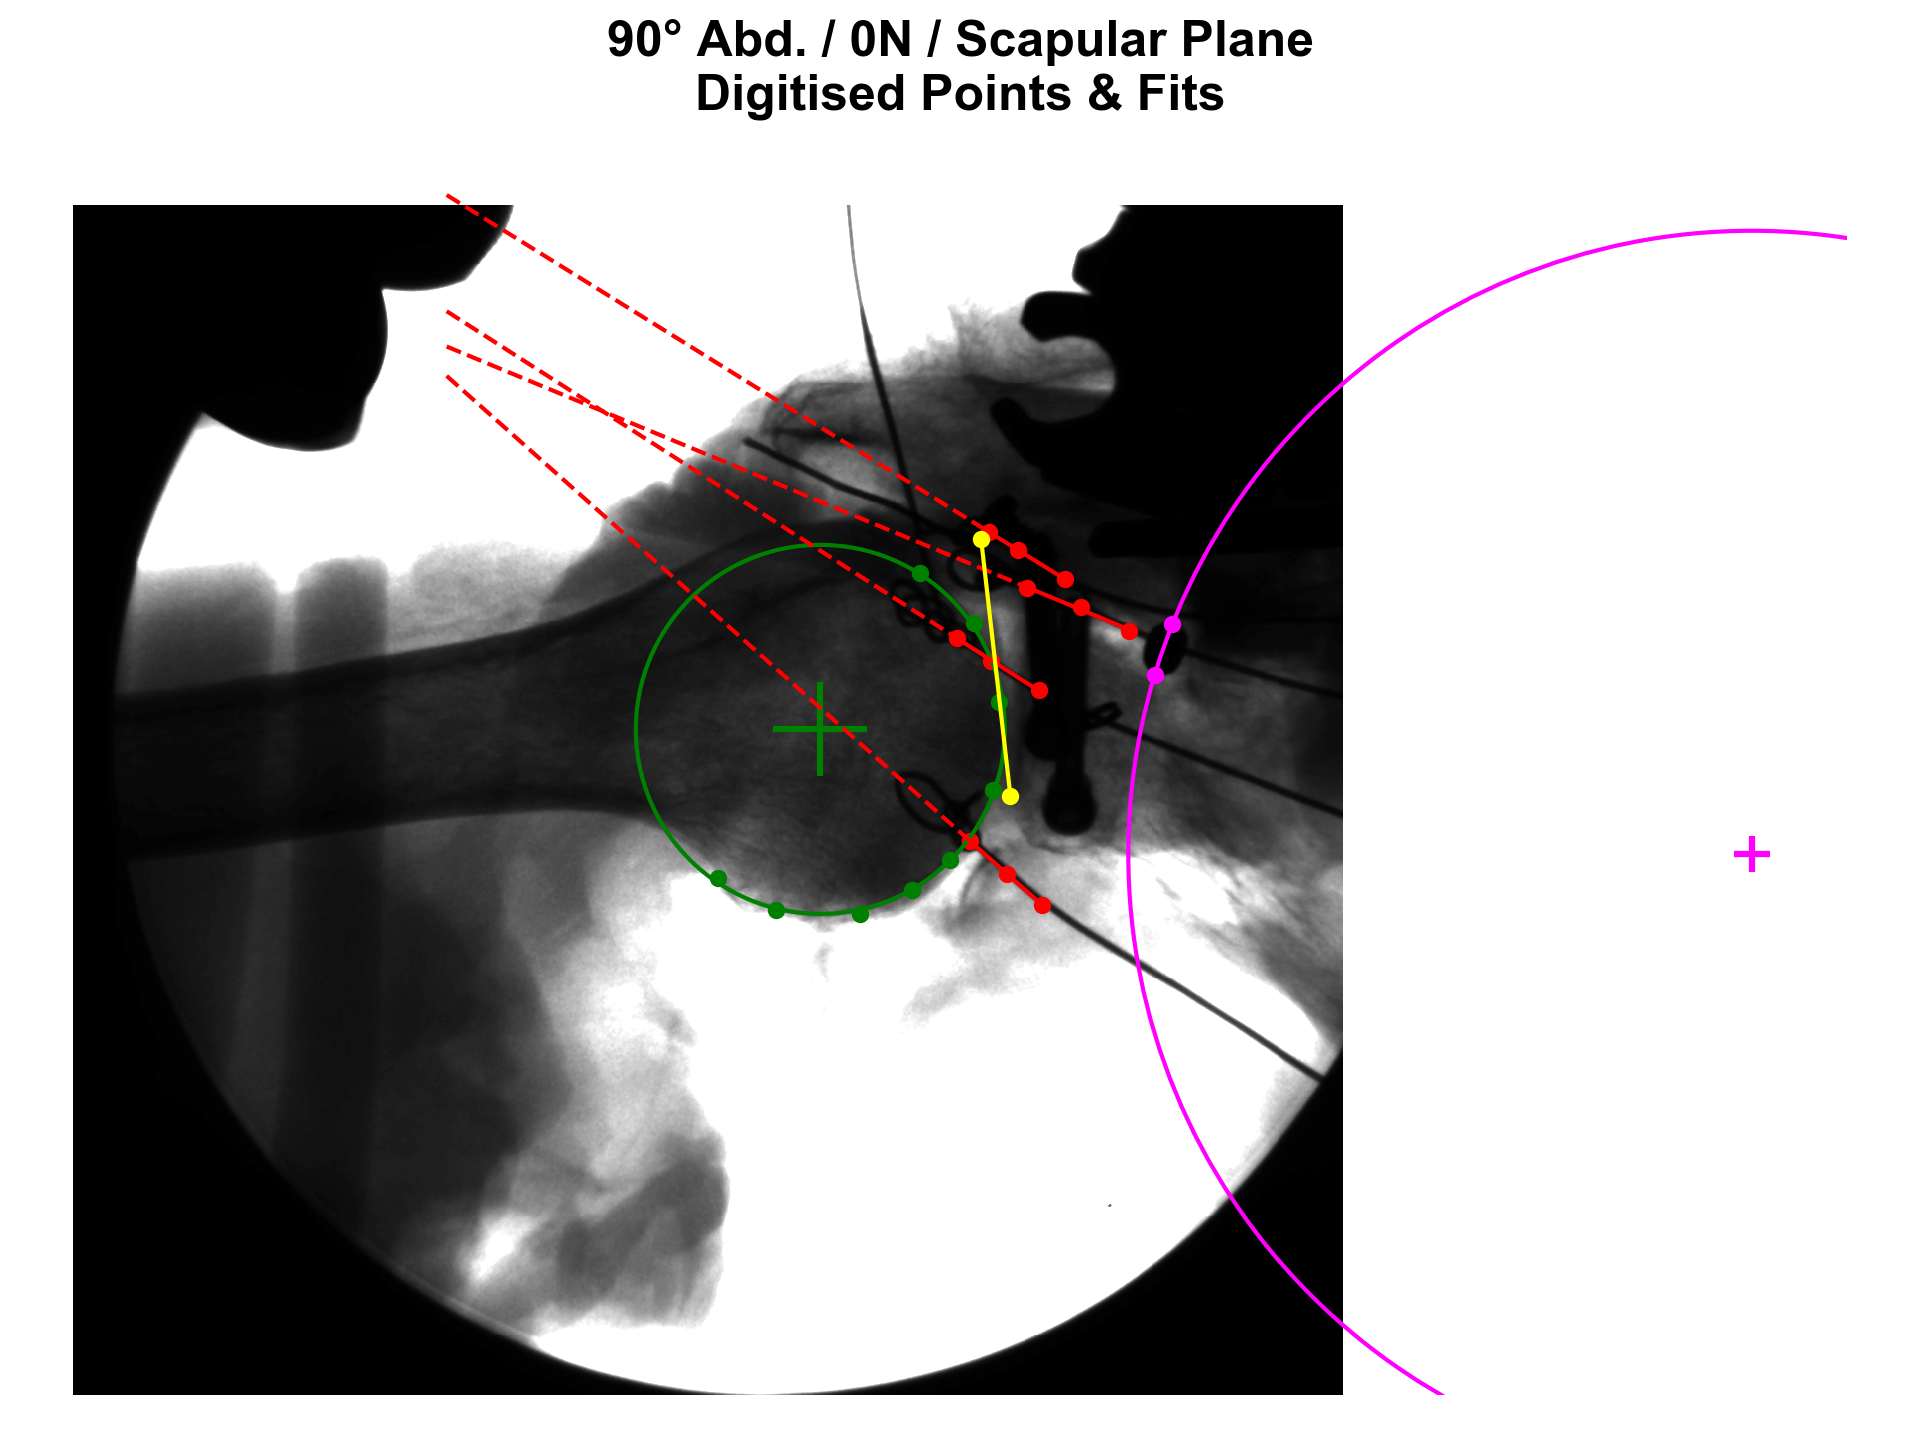 90° Abd. / 0N / Scapular Plane
Digitised Points & Fits